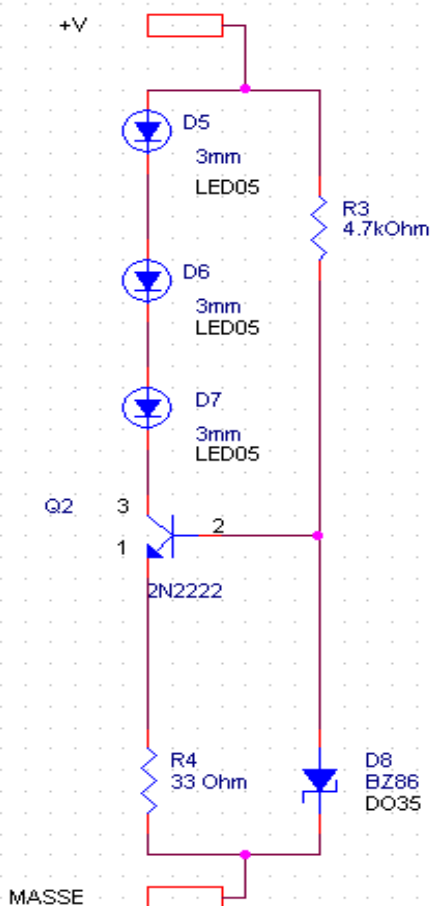 +V
D5
3mm
LED05
R3
4.7kOhm
D6
3mm
LED05
D7
3mm
LED05
Q2
3
2
1
2N2222
R4
33 Ohm
D8
BZ86
DO35
MASSE